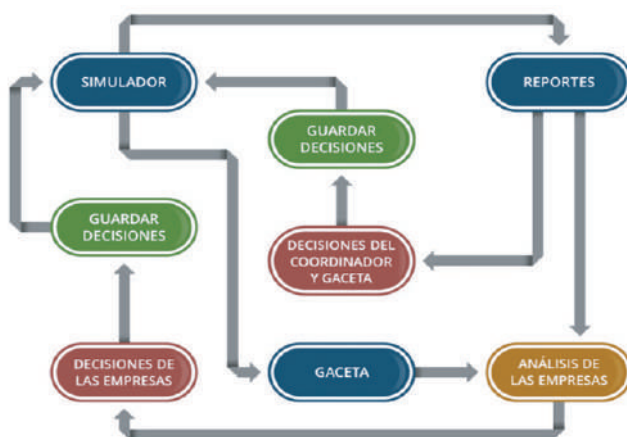 SIMULADOR
REPORTES
GUARDAR
DECISIONES
GUARDAR
DECISIONES
DECISIONES DEL
COORDINADOR
Y GACETA
DECISIONES DE
LAS EMPRESAS
GACETA
ANÁLISIS DE
LAS EMPRESAS